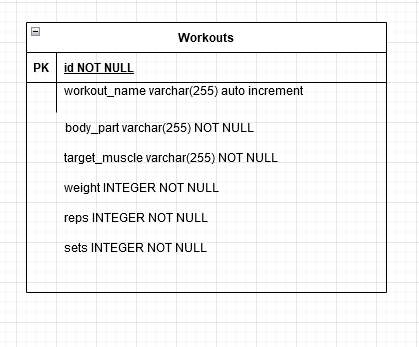 Workouts
PK id NOT NULL
workout_name varchar(255) auto increment
body_part varchar(255) NOT NULL
target_muscle varchar(255) NOT NULL
weight INTEGER NOT NULL
reps INTEGER NOT NULL
sets INTEGER NOT NULL